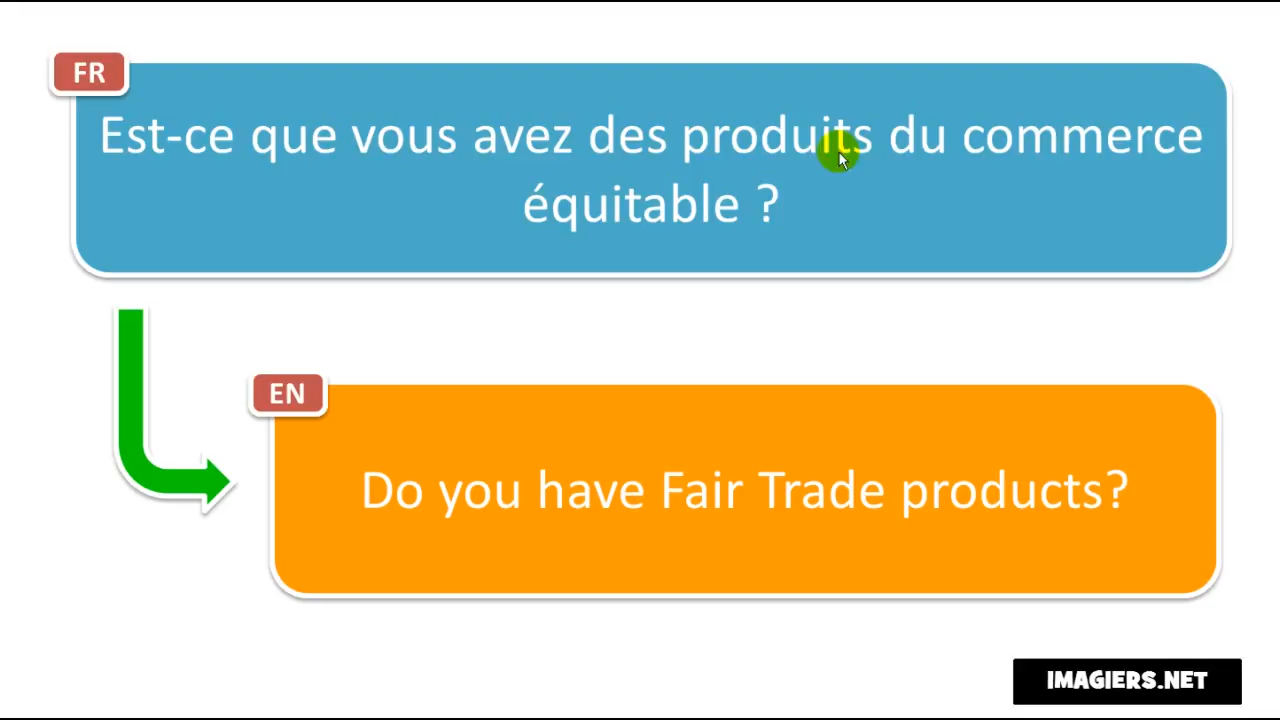 FR
Est-ce que vous avez des produits du commerce
équitable ?
EN
Do you have Fair Trade products?
IMAGIERS.NET